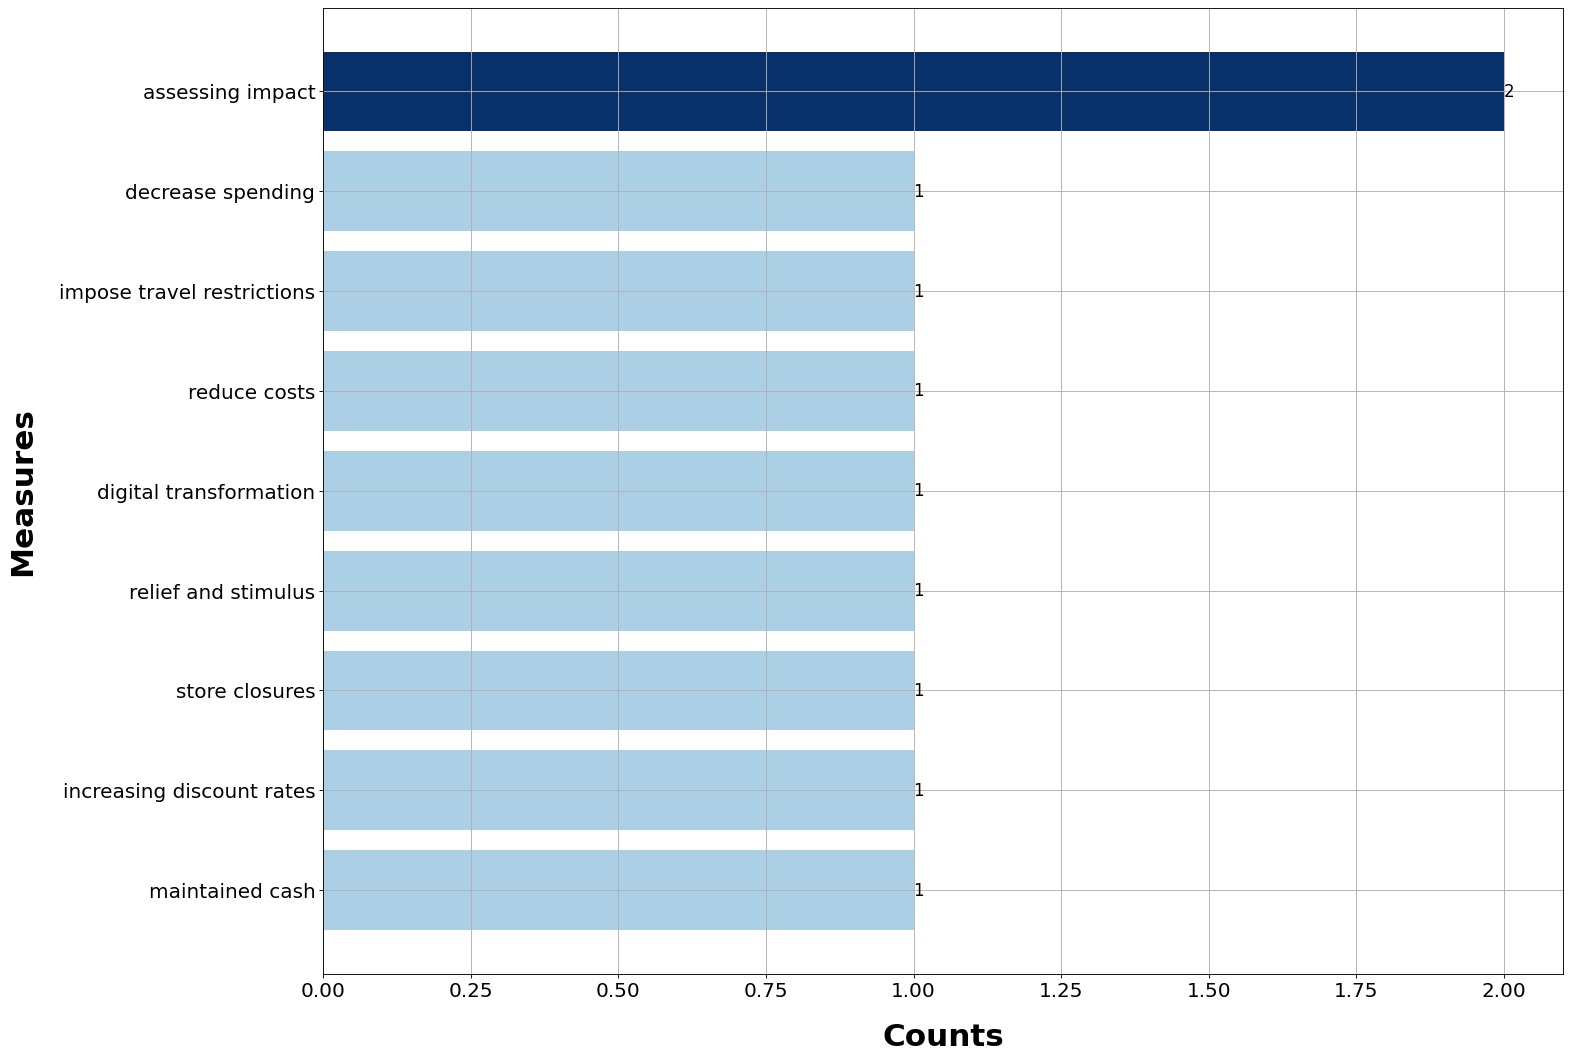 assessing impact
2
decrease spending
1
impose travel restrictions
1
reduce costs
1
digital transformation
1
relief and stimulus
1
store closures
1
increasing discount rates
1
maintained cash
1
Measures
0.00 0.25 0.50 0.75 1.00 1.25 1.50 1.75 2.00
Counts